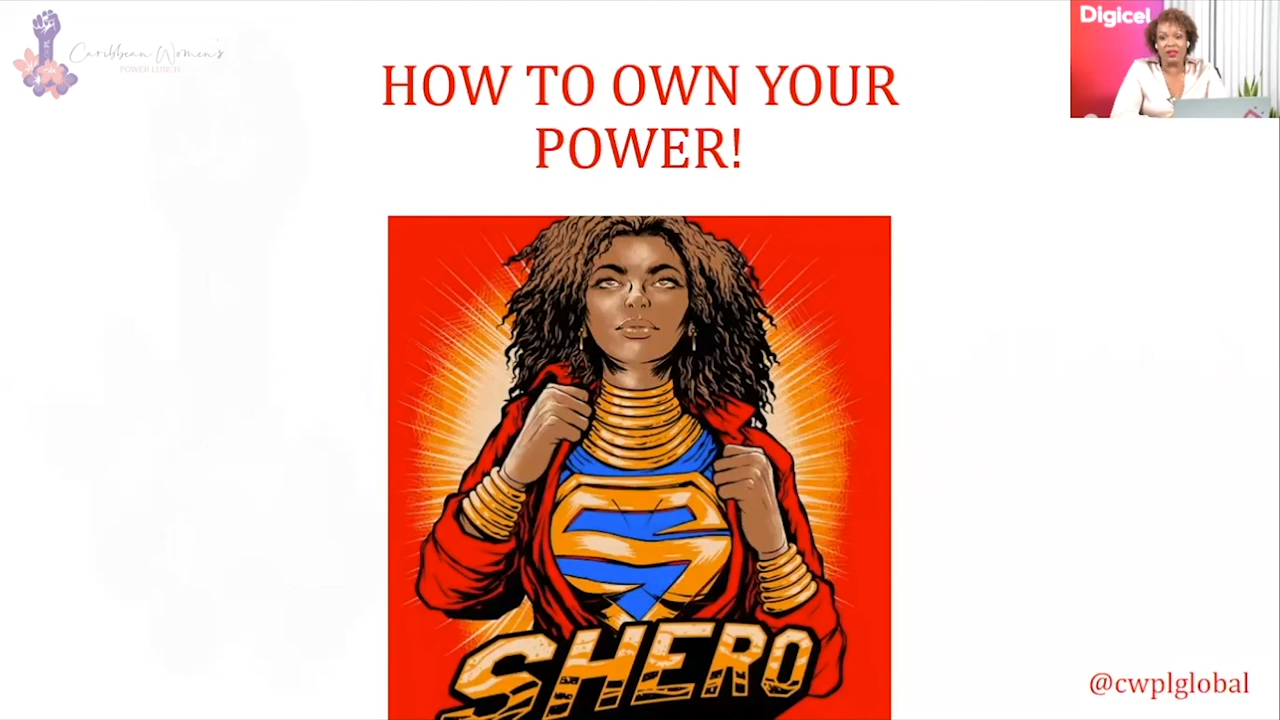 Caribbean Women's
POWER LUNCH
Digicel
HOW TO OWN YOUR
POWER!
SHERO
@cwplglobal